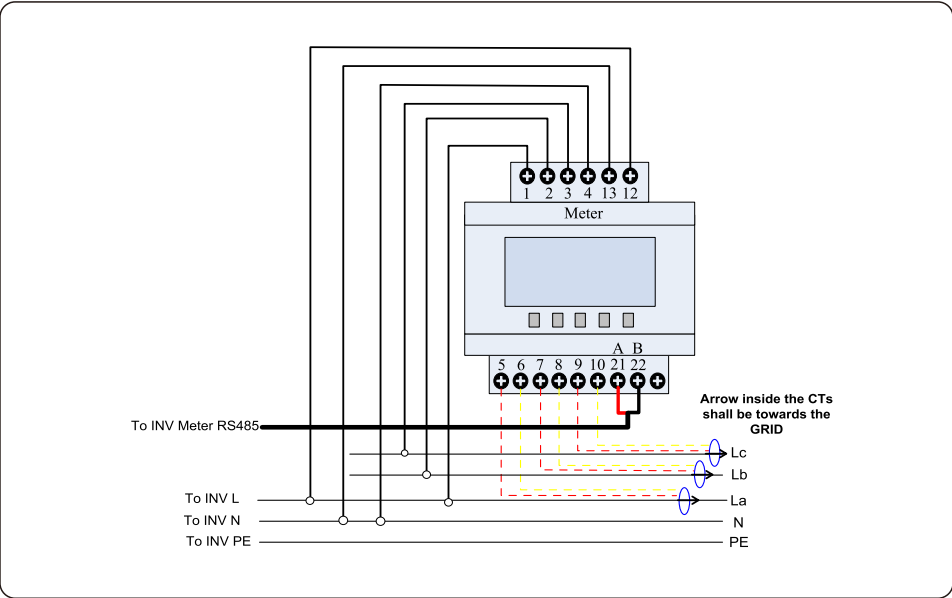 1 2 3 4 13 12
Meter
A B
5 6 7 8 9 10 21 22
Arrow inside the CTs
shall be towards the
GRID
To INV Meter RS485
Lc
Lb
To INV L
La
To INV N
N
To INV PE
PE